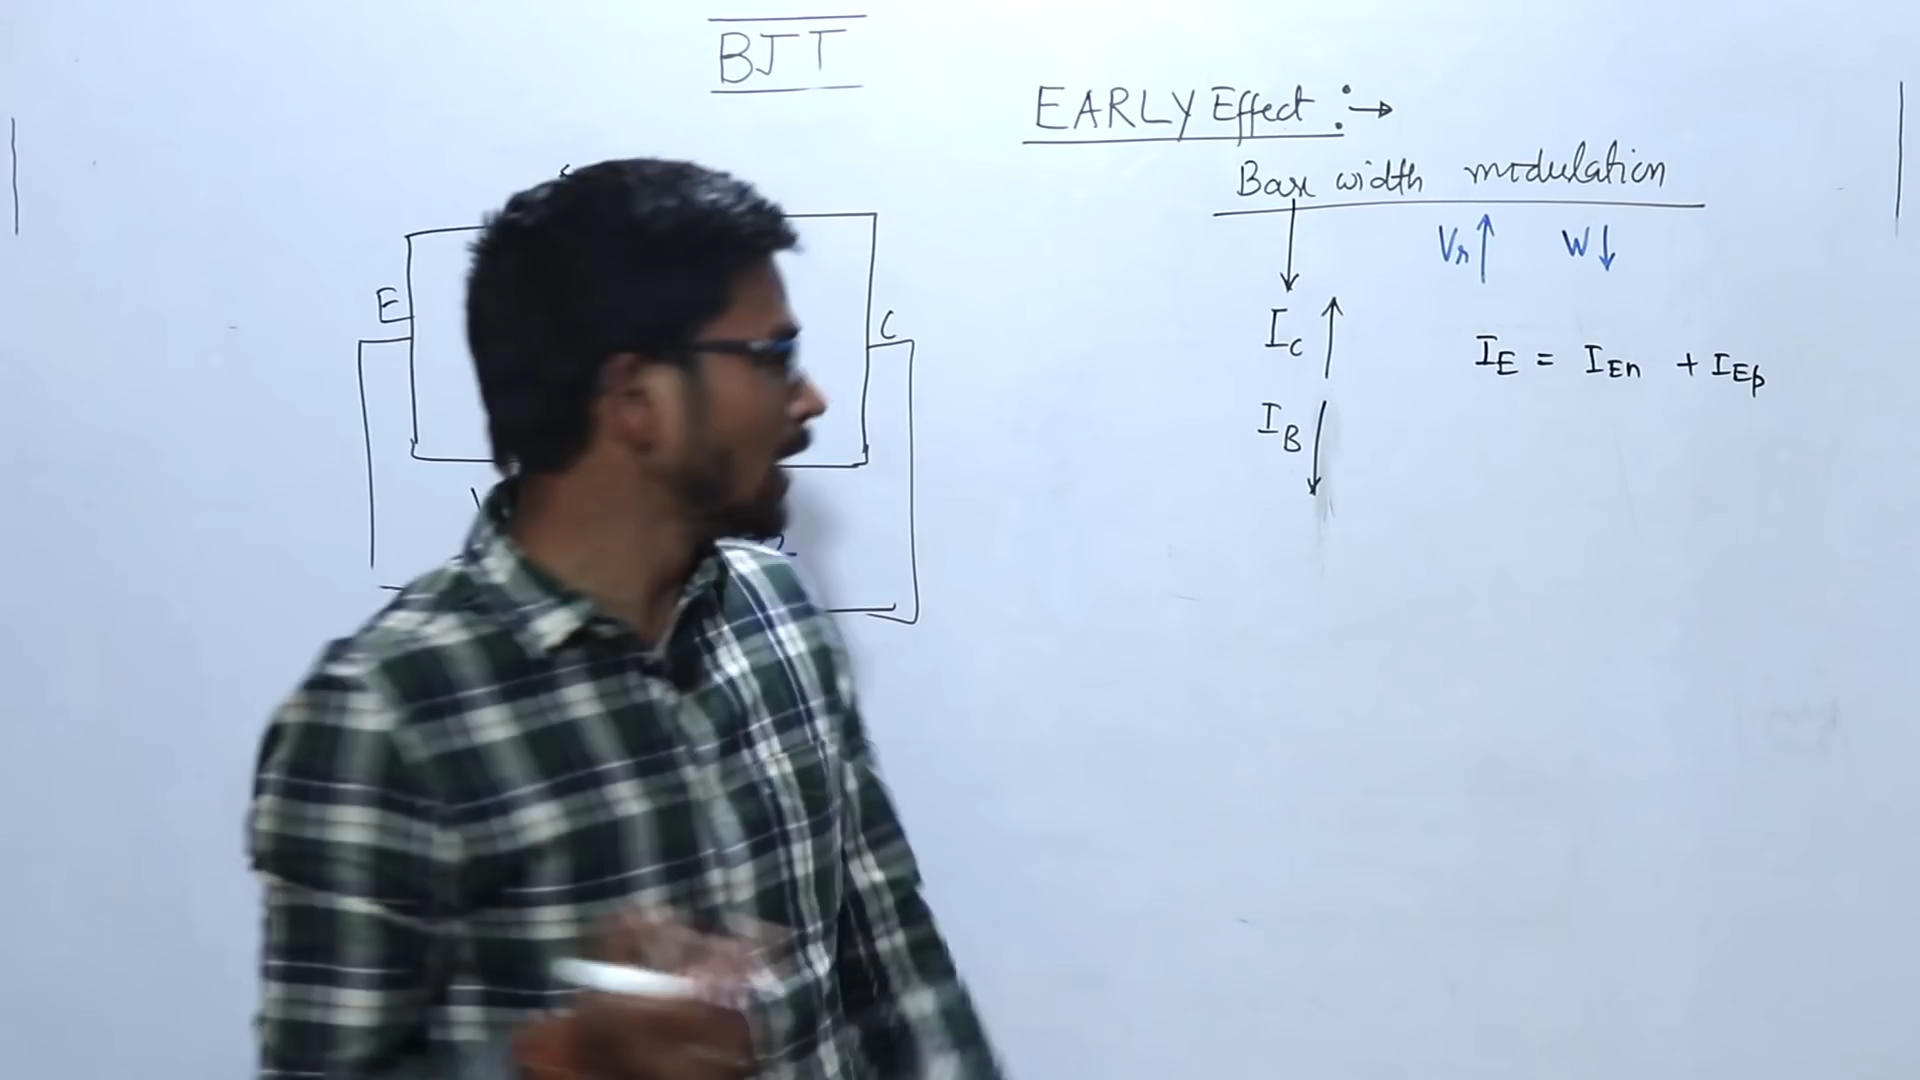 BJT
EARLY Effect :→
Base width modulation
Vr ↑ W ↓
E
C
IC ↑
IE = IEn + IEp
IB ↓